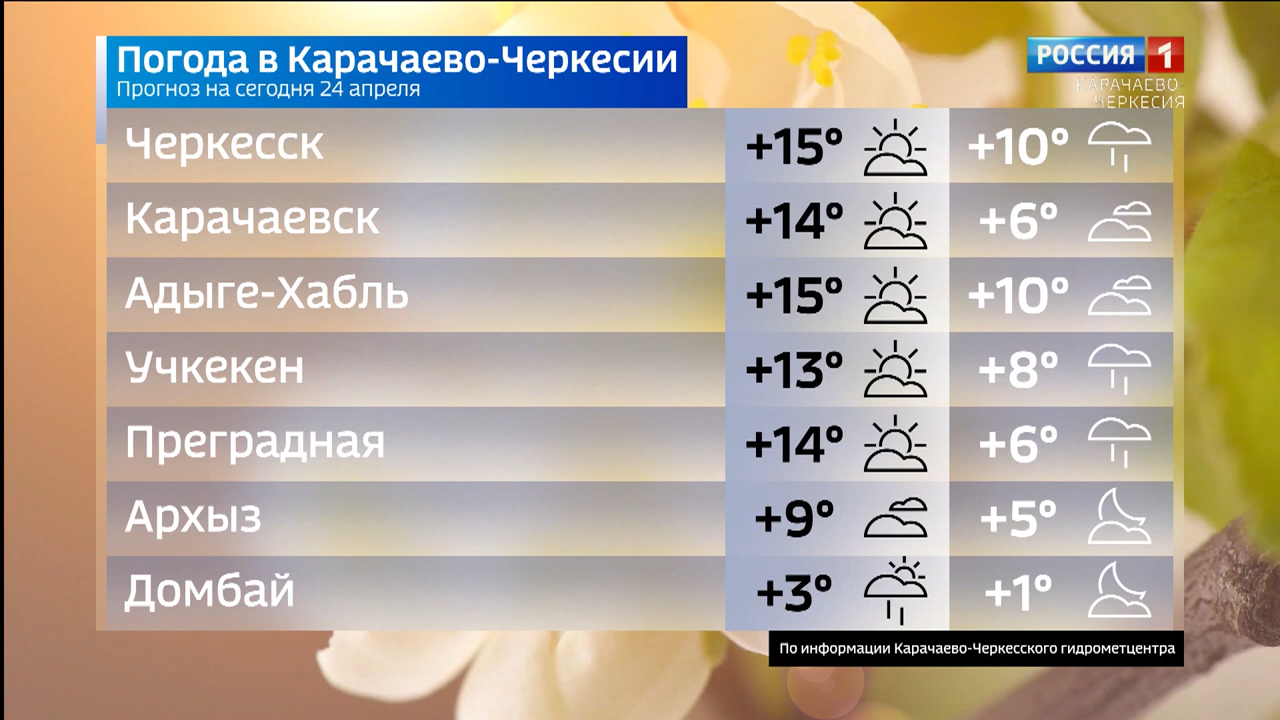 Погода в Карачаево-Черкесии
Прогноз на сегодня 24 апреля
РОССИЯ 1
КАРАЧАЕВО-
ЧЕРКЕСИЯ
Черкесск +15° +10°
Карачаевск +14° +6°
Адыге-Хабль +15° +10°
Учкекен +13° +8°
Преградная +14° +6°
Архыз +9° +5°
Домбай +3° +1°
По информации Карачаево-Черкесского гидрометцентра